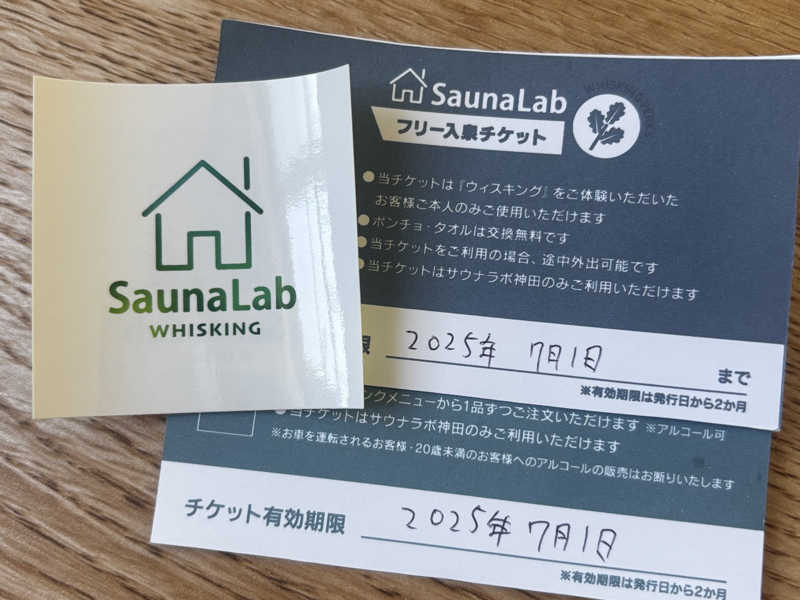 SaunaLab
WHISKING
SaunaLab
フリー入泉チケット
●当チケットは『ウィスキング』をご体験いただいた
お客様ご本人のみご使用いただけます
●ポンチョ・タオルは交換無料です
●当チケットをご利用の場合、途中外出可能です
●当チケットはサウナラボ神田のみご利用いただけます
限 2025年 7月1日 まで
※有効期限は発行日から2か月
ンクメニューから1品ずつご注文いただけます ※アルコール可
●当チケットはサウナラボ神田のみご利用いただけます
※お車を運転されるお客様・20歳未満のお客様へのアルコールの販売はお断りいたします
チケット有効期限 2025年7月1日
※有効期限は発行日から2か月